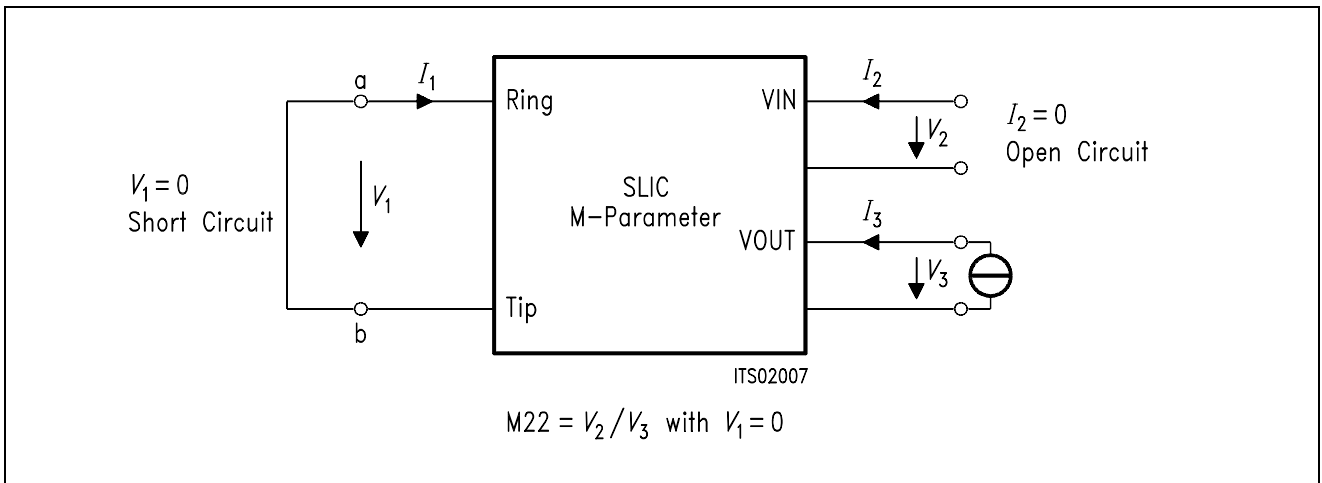 a
I1
Ring
VIN
I2
V2
I2 = 0
Open Circuit
V1 = 0
Short Circuit
V1
SLIC
M-Parameter
I3
VOUT
V3
Tip
b
ITS02007
M22 = V2/V3 with V1 = 0